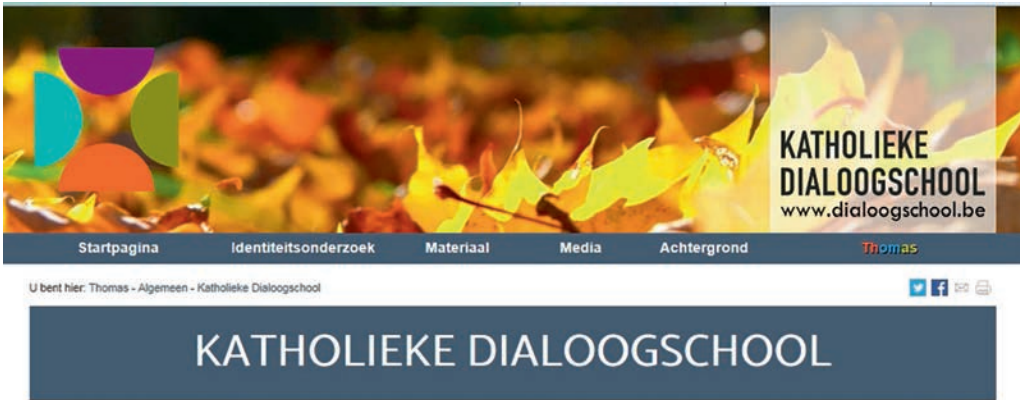 KATHOLIEKE
DIALOOGSCHOOL
www.dialoogschool.be
Startpagina Identiteitsonderzoek Materiaal Media Achtergrond Thomas
U bent hier: Thomas - Algemeen - Katholieke Dialoogschool
KATHOLIEKE DIALOOGSCHOOL